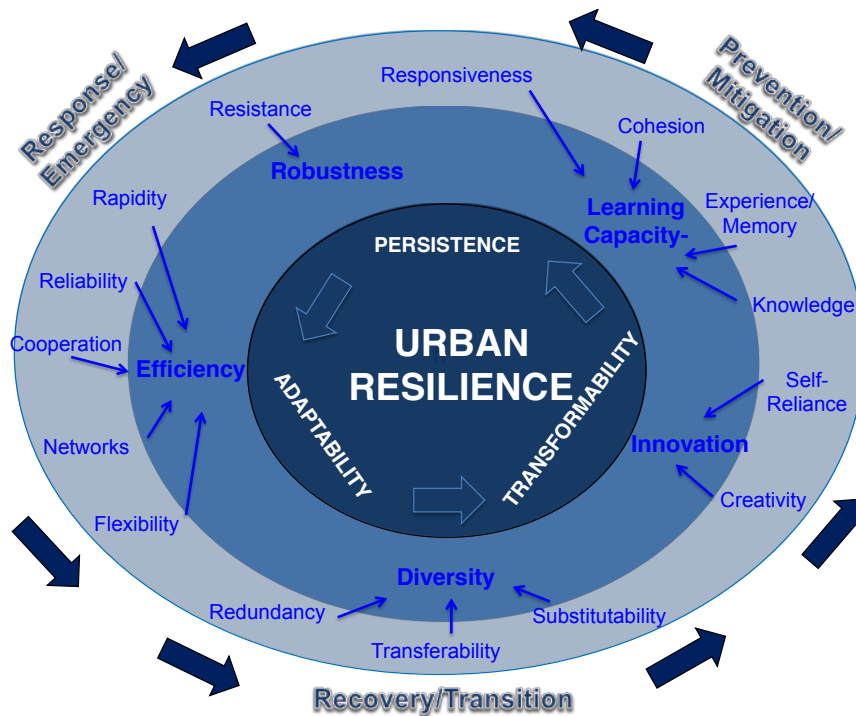 Response/
Emergency
Prevention/
Mitigation
Responsiveness
Resistance
Cohesion
Robustness
Rapidity
Learning
Capacity-
Experience/
Memory
PERSISTENCE
Reliability
Knowledge
Cooperation
Efficiency
URBAN
RESILIENCE
ADAPTABILITY
TRANSFORMABILITY
Self-
Reliance
Innovation
Networks
Creativity
Flexibility
Diversity
Redundancy
Substitutability
Transferability
Recovery/Transition